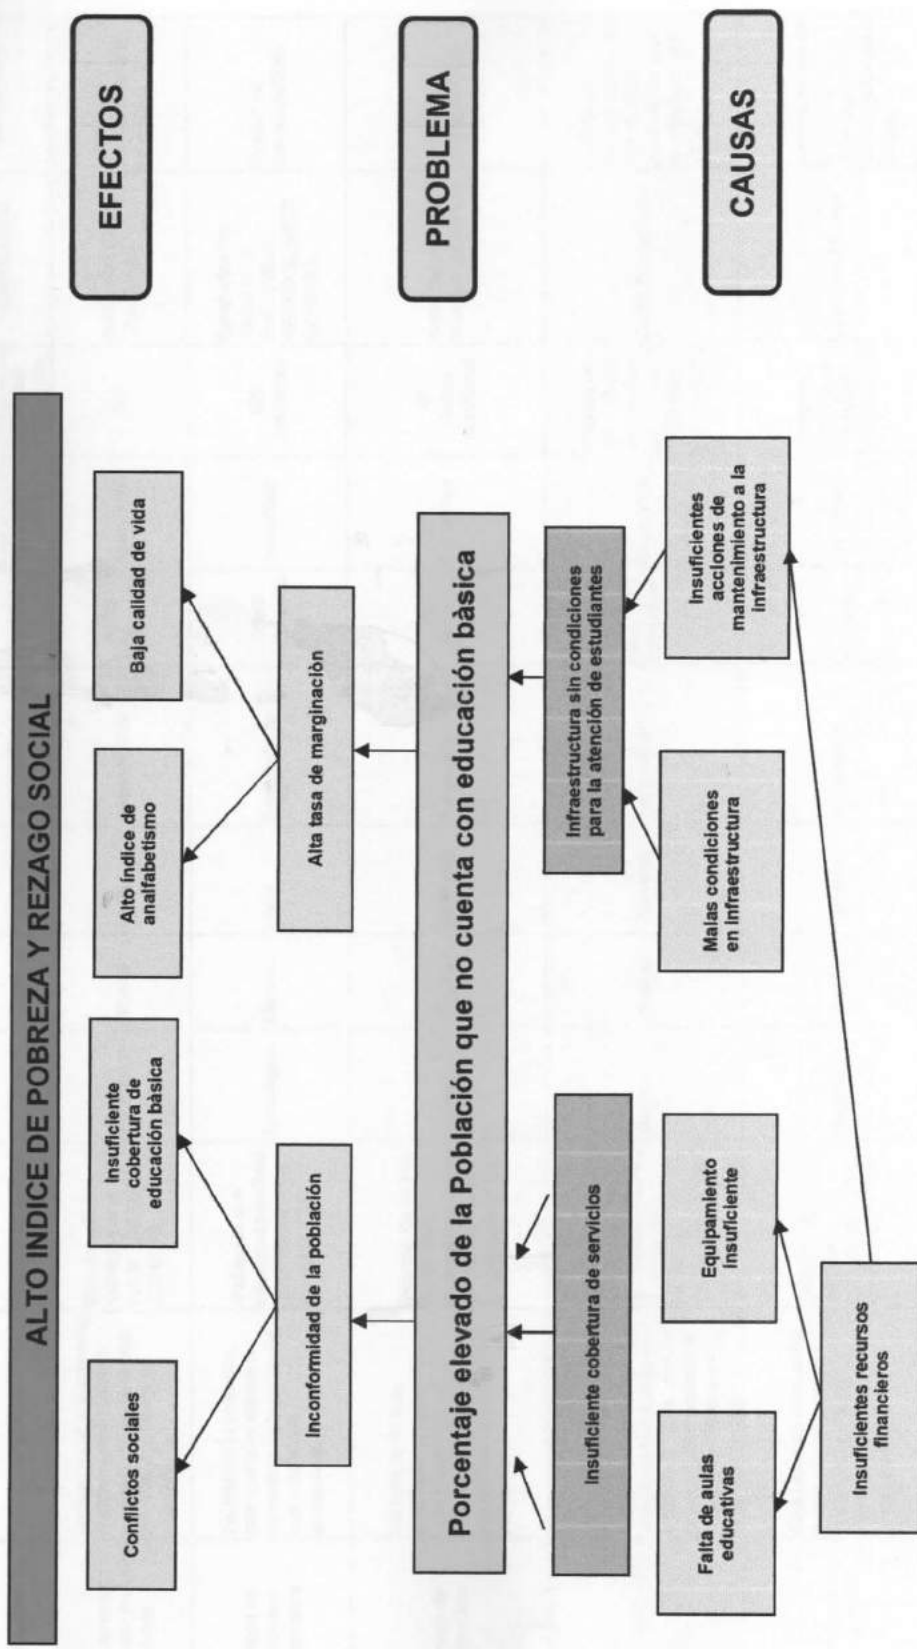 ALTO INDICE DE POBREZA Y REZAGO SOCIAL
EFECTOS
Conflictos sociales
Insuficiente
cobertura de
educación bàsica
Alto índice de
analfabetismo
Baja calidad de vida
Inconformidad de la población
Alta tasa de marginación
PROBLEMA
Porcentaje elevado de la Población que no cuenta con educación bàsica
Insuficiente cobertura de servicios
Infraestructura sin condiciones
para la atención de estudiantes
CAUSAS
Falta de aulas
educativas
Equipamiento
Insuficiente
Malas condiciones
en Infraestructura
Insuficientes
acciones de
mantenimiento a la
Infraestructura
Insuficientes recursos
financieros